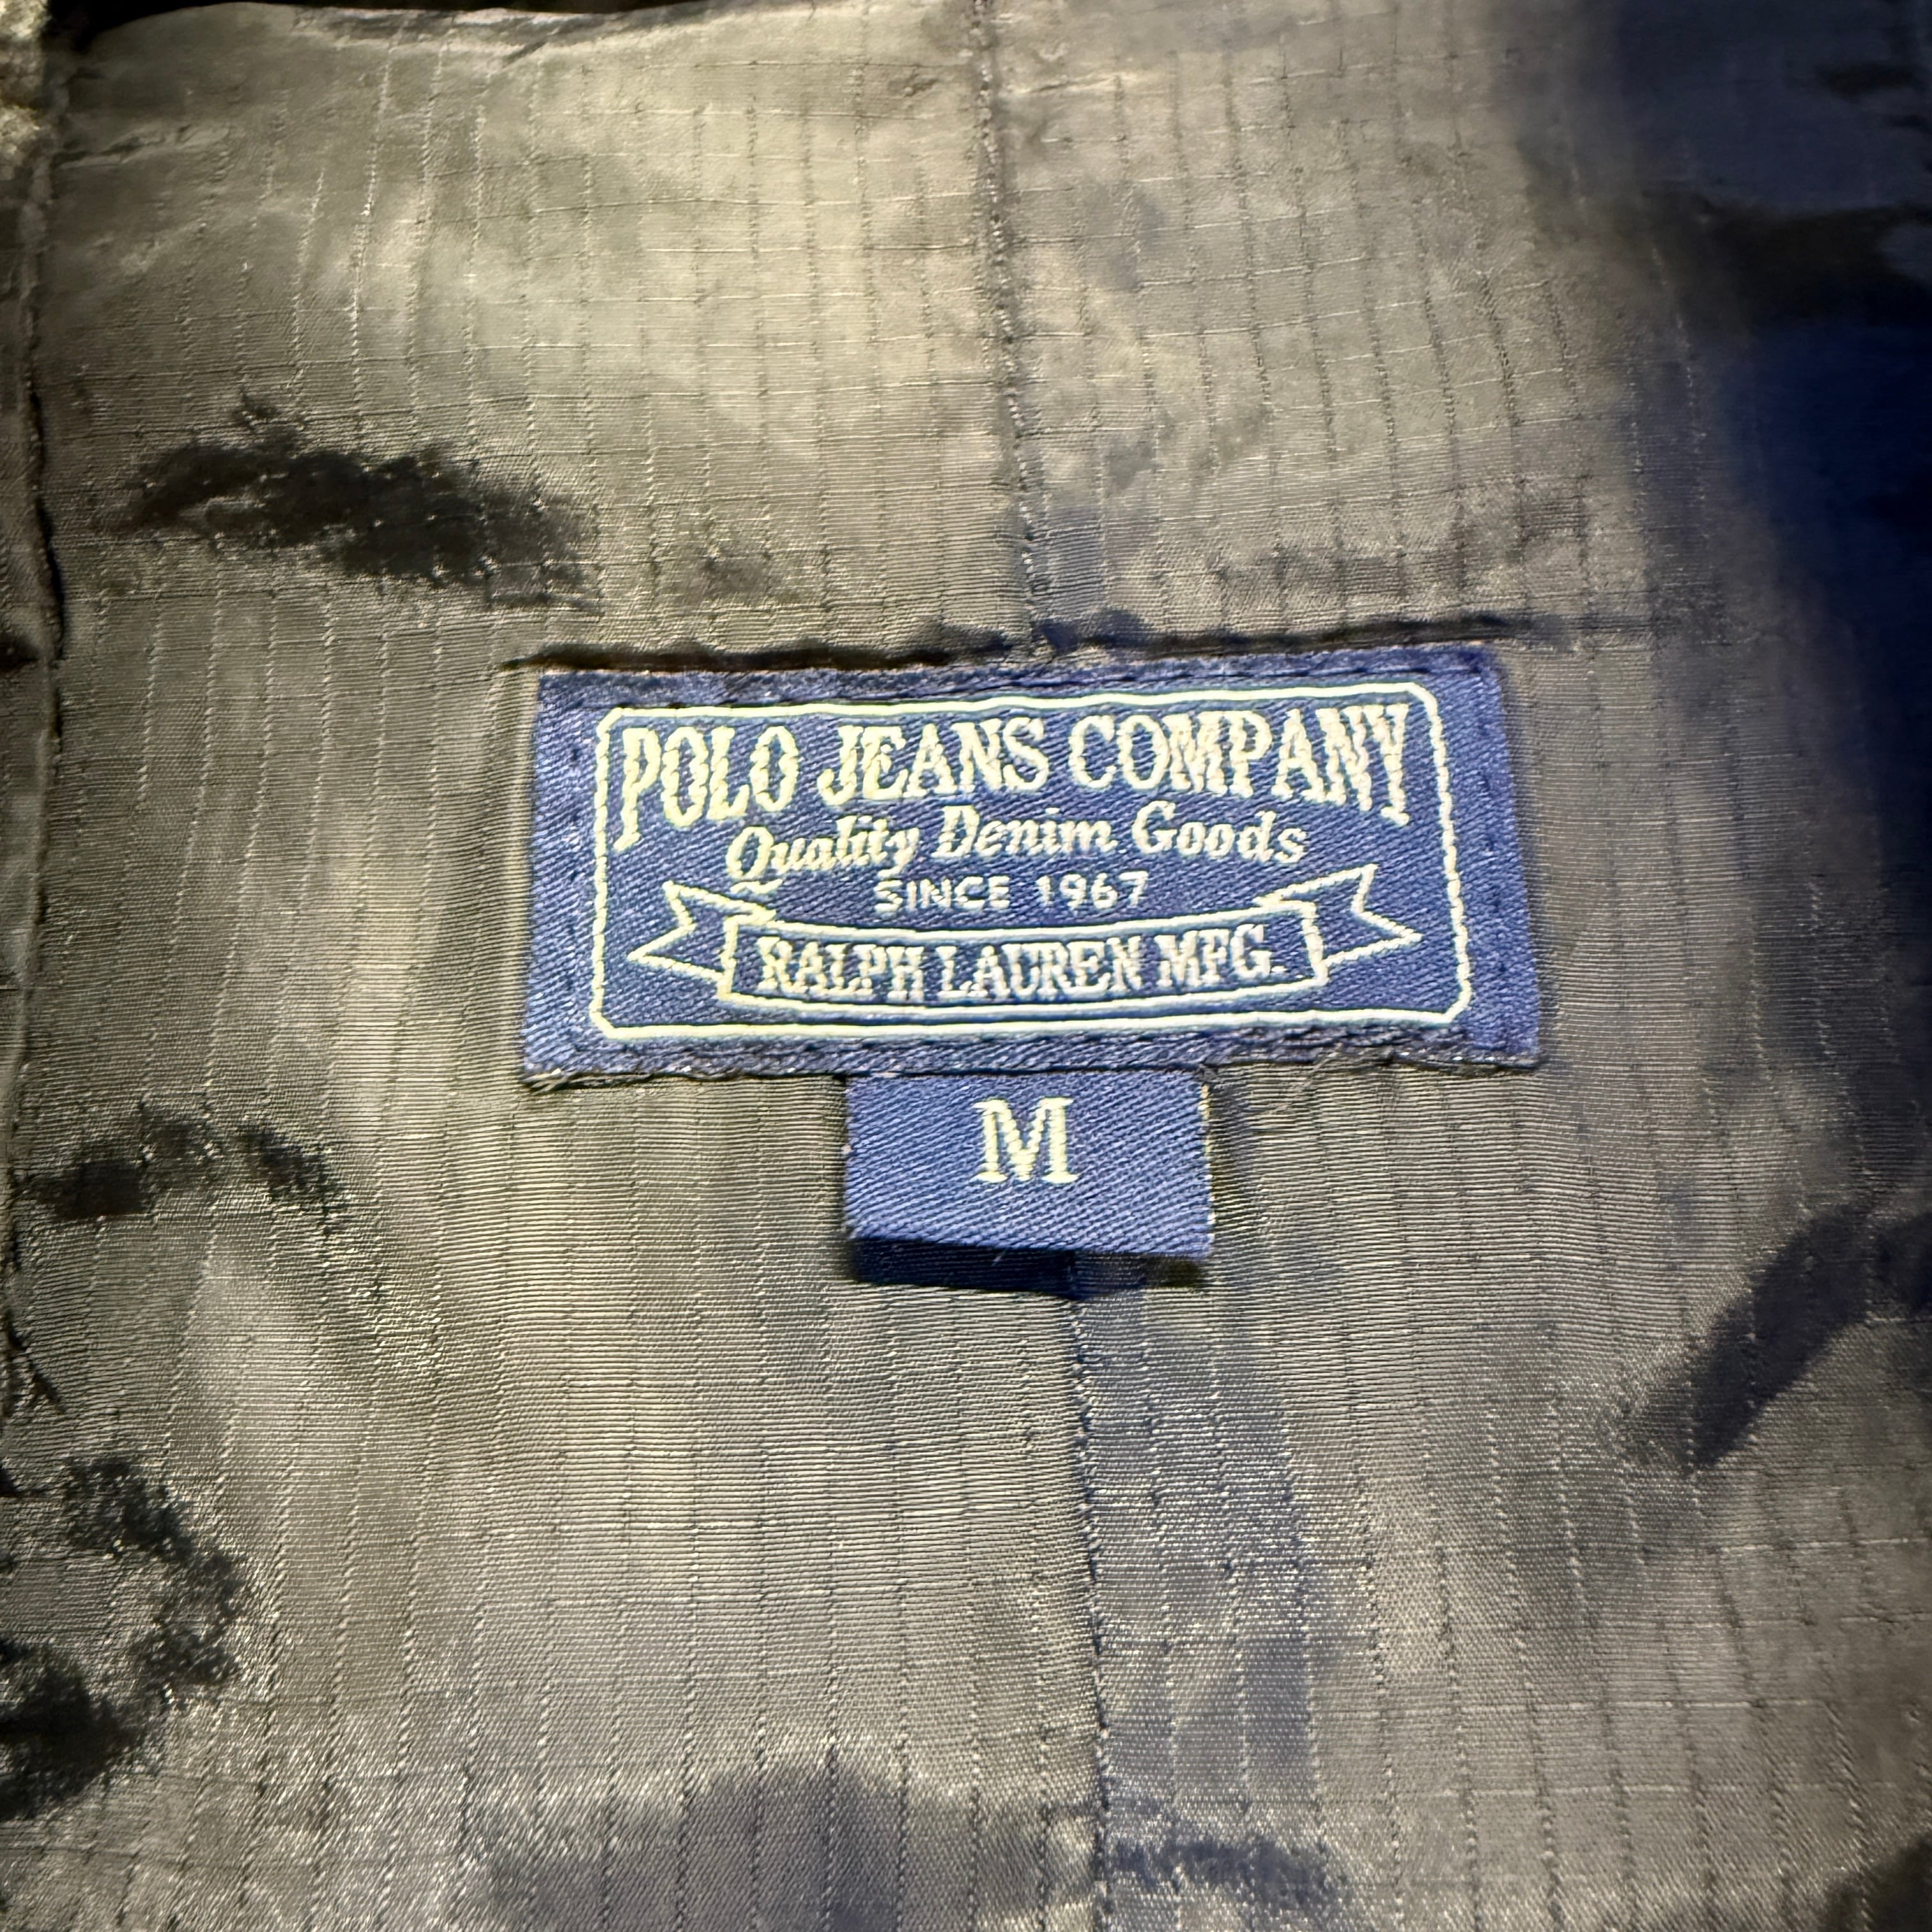 POLO JEANS COMPANY
Quality Denim Goods
SINCE 1967
RALPH LAUREN MFG.
M